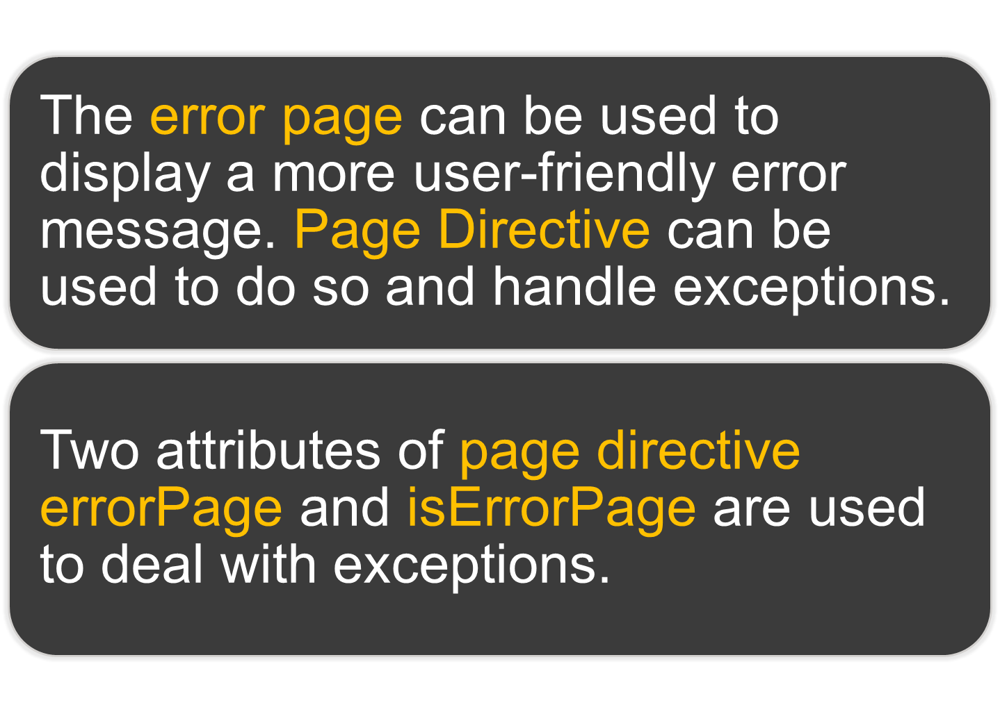 The error page can be used to
display a more user-friendly error
message. Page Directive can be
used to do so and handle exceptions.
Two attributes of page directive
errorPage and isErrorPage are used
to deal with exceptions.